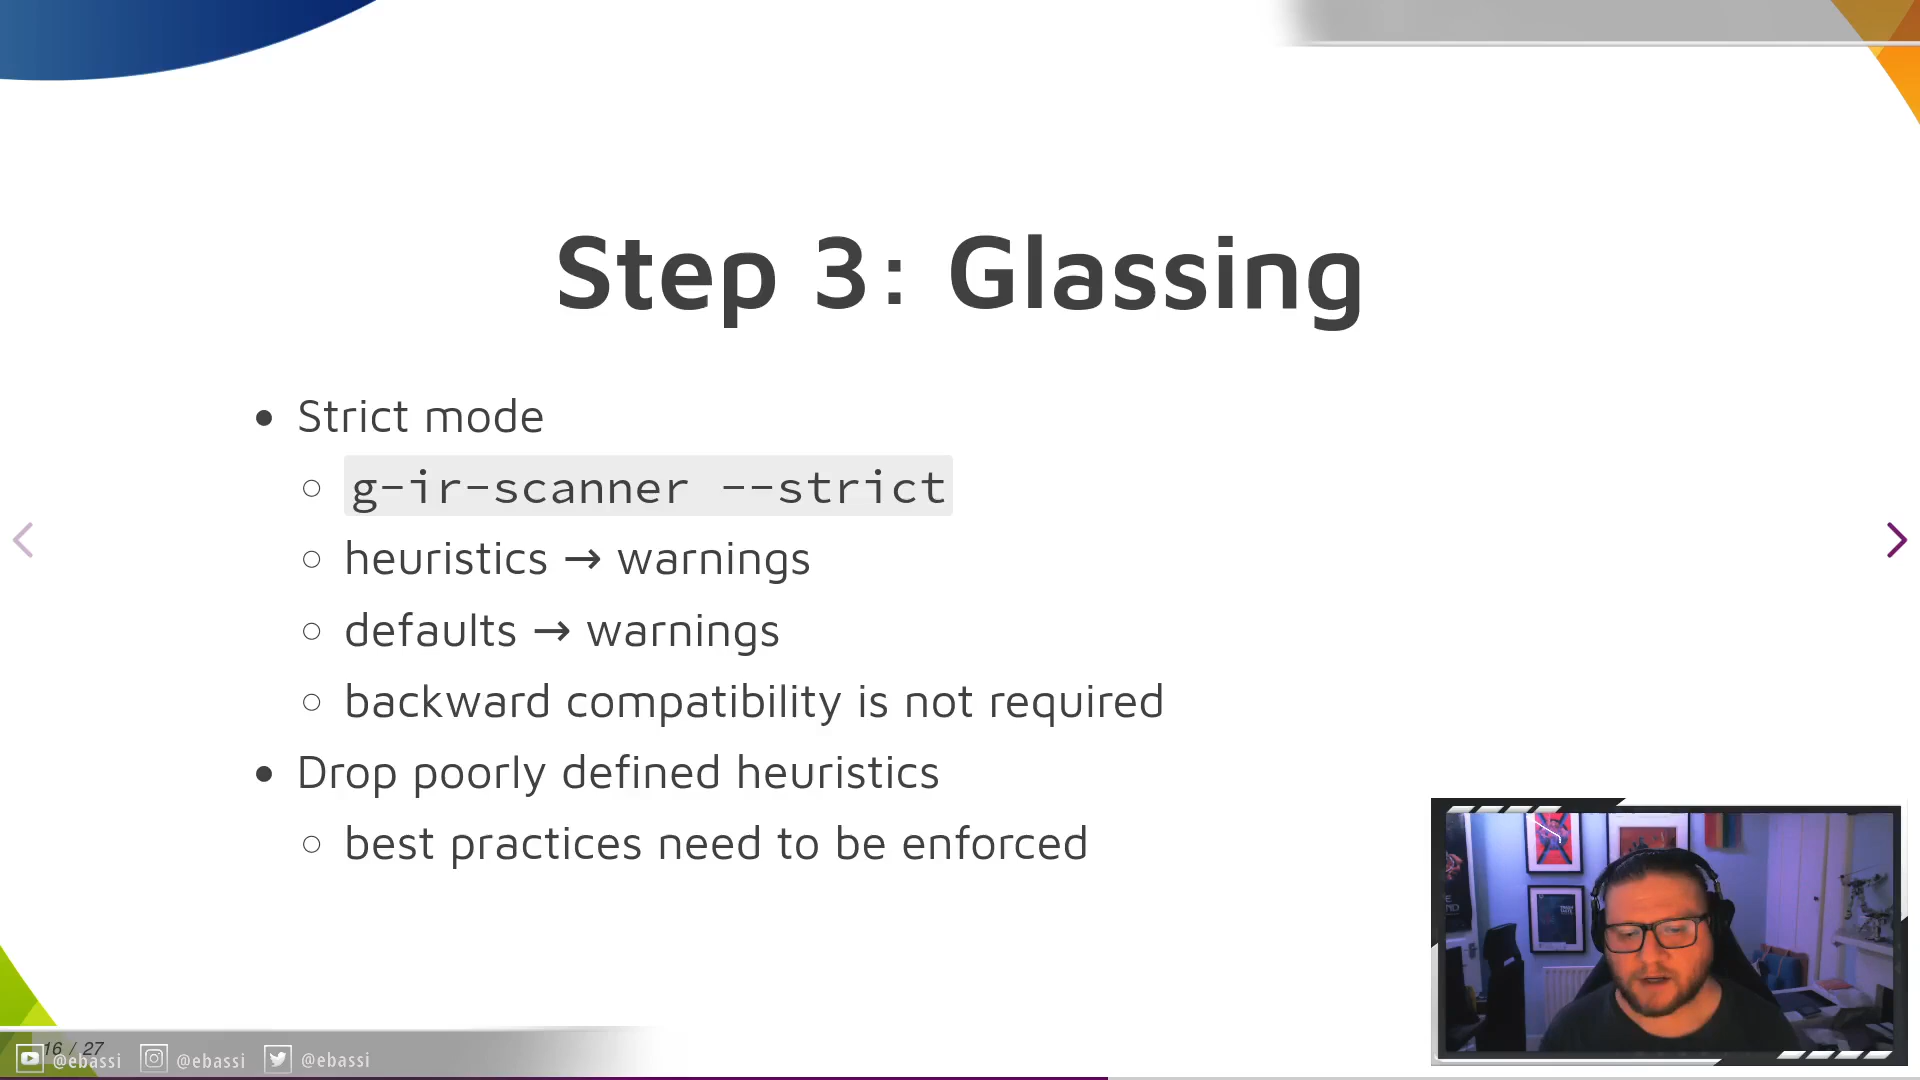 Step 3: Glassing
Strict mode
g-ir-scanner --strict
heuristics → warnings
defaults → warnings
backward compatibility is not required
Drop poorly defined heuristics
best practices need to be enforced
16 / 27
@ebassi @ebassi @ebassi